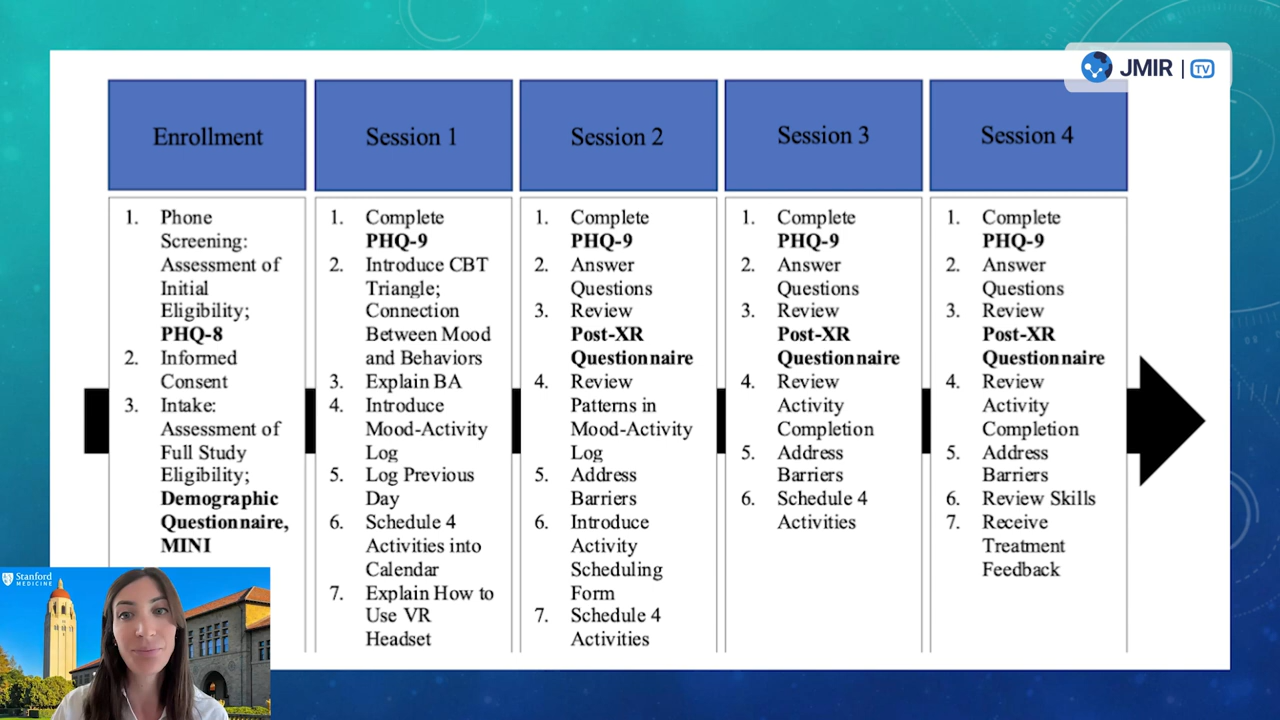 JMIR | TV
Enrollment
1. Phone
Screening:
Assessment of
Initial
Eligibility;
PHQ-8
2. Informed
Consent
3. Intake:
Assessment of
Full Study
Eligibility;
Demographic
Questionnaire,
MINI
Session 1
1. Complete
PHQ-9
2. Introduce CBT
Triangle;
Connection
Between Mood
and Behaviors
3. Explain BA
4. Introduce
Mood-Activity
Log
5. Log Previous
Day
6. Schedule 4
Activities into
Calendar
7. Explain How to
Use VR
Headset
Session 2
1. Complete
PHQ-9
2. Answer
Questions
3. Review
Post-XR
Questionnaire
4. Review
Patterns in
Mood-Activity
Log
5. Address
Barriers
6. Introduce
Activity
Scheduling
Form
7. Schedule 4
Activities
Session 3
1. Complete
PHQ-9
2. Answer
Questions
3. Review
Post-XR
Questionnaire
4. Review
Activity
Completion
5. Address
Barriers
6. Schedule 4
Activities
Session 4
1. Complete
PHQ-9
2. Answer
Questions
3. Review
Post-XR
Questionnaire
4. Review
Activity
Completion
5. Address
Barriers
6. Review Skills
7. Receive
Treatment
Feedback
Stanford
MEDICINE